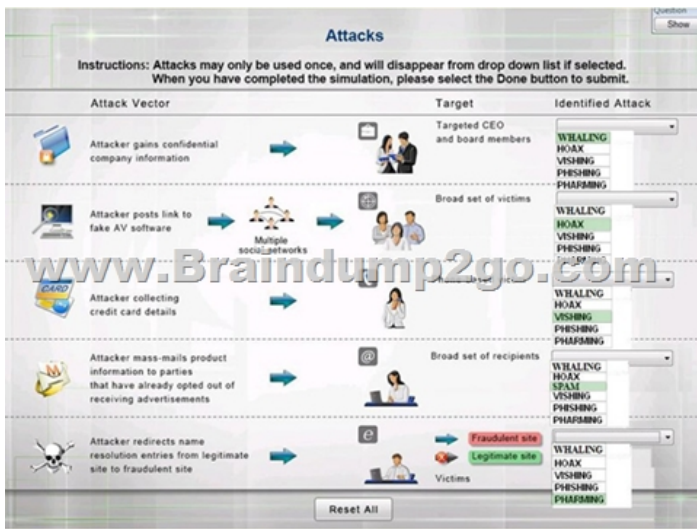 Question
Show
Attacks
Instructions: Attacks may only be used once, and will disappear from drop down list if selected.
When you have completed the simulation, please select the Done button to submit.
Attack Vector Target Identified Attack
Attacker gains confidential
company information
Targeted CEO
and board members
WHALING
HOAX
VISHING
PHISHING
PHARMING
Attacker posts link to
fake AV software
Multiple
social networks
Broad set of victims
WHALING
HOAX
VISHING
PHISHING
www.Braindump2go.com
CARD
Attacker collecting
credit card details
WHALING
HOAX
VISHING
PHISHING
PHARMING
Attacker mass-mails product
information to parties
that have already opted out of
receiving advertisements
@
Broad set of recipients
WHALING
HOAX
SPAM
VISHING
PHISHING
PHARMING
Attacker redirects name
resolution entries from legitimate
site to fraudulent site
e
Fraudulent site
Legitimate site
Victims
WHALING
HOAX
VISHING
PHISHING
PHARMING
Reset All